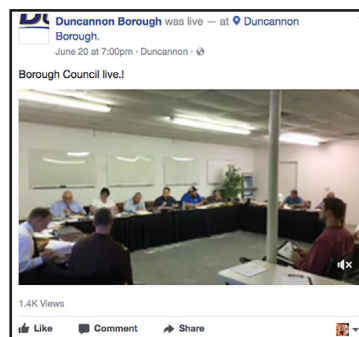 Duncannon Borough was live — at Duncannon
Borough.
June 20 at 7:00pm · Duncannon ·
Borough Council live.!
1.4K Views
Like Comment Share